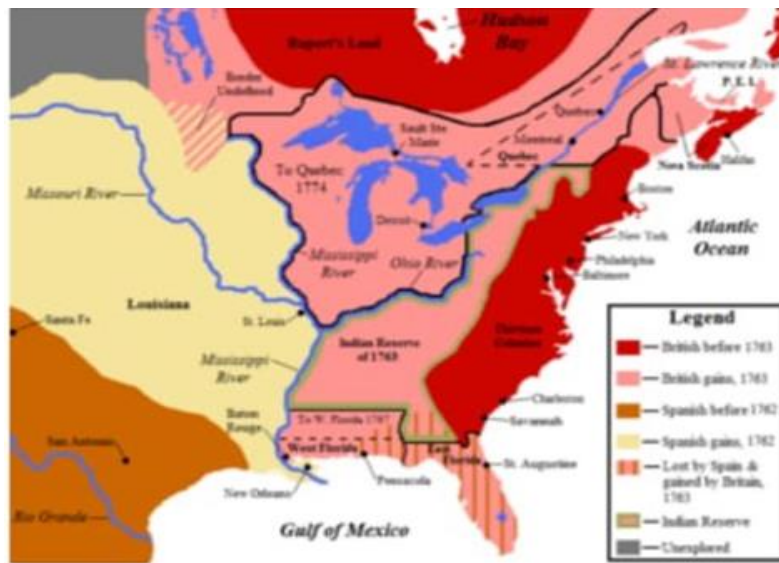 Hudson
Bay
Rupert's Land
St. Lawrence River
P. E. I.
Border
Undefined
Quebec
Sault Ste
Marie
Montreal
Quebec
Nova Scotia
Halifax
To Quebec
1774
Missouri River
Boston
Detroit
Atlantic
Ocean
New York
Mississippi
River
Ohio River
Philadelphia
Baltimore
Louisiana
St. Louis
Santa Fe
Indian Reserve
of 1763
Thirteen
Colonies
Mississippi
River
Charleston
Savannah
Baton
Rouge
To W. Florida 1767
San Antonio
West Florida
East
Florida
St. Augustine
New Orleans
Pensacola
Rio Grande
Gulf of Mexico
Legend
British before 1763
British gains, 1763
Spanish before 1762
Spanish gains, 1762
Lost by Spain &
gained by Britain,
1763
Indian Reserve
Unexplored